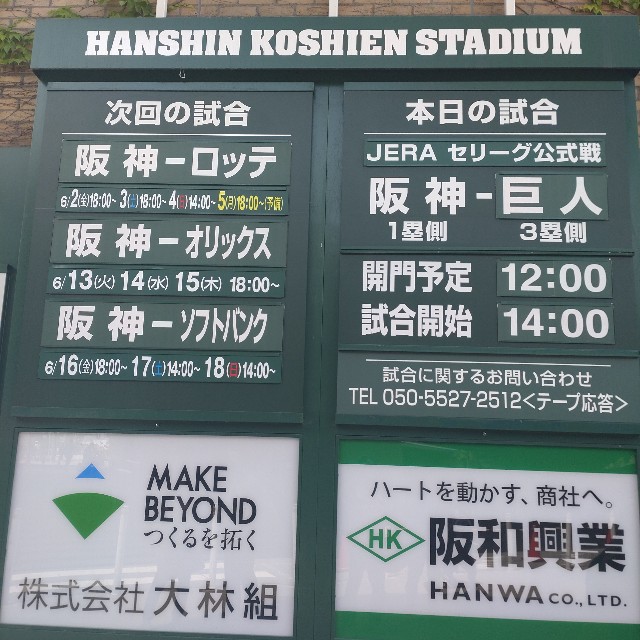 HANSHIN KOSHIEN STADIUM
次回の試合
阪神－ロッテ
6/2(金)18:00~ 3(土)18:00~ 4(日)14:00~ 5(月)18:00~(予備)
阪神－オリックス
6/13(火) 14(水) 15(木) 18:00~
阪神－ソフトバンク
6/16(金)18:00~ 17(土)14:00~ 18(日)14:00~
本日の試合
JERA セリーグ公式戦
阪神-巨人
1塁側 3塁側
開門予定 12:00
試合開始 14:00
試合に関するお問い合わせ
TEL 050-5527-2512<テープ応答>
MAKE
BEYOND
つくるを拓く
株式会社 大林組
ハートを動かす、商社へ。
HK 阪和興業
HANWA CO., LTD.